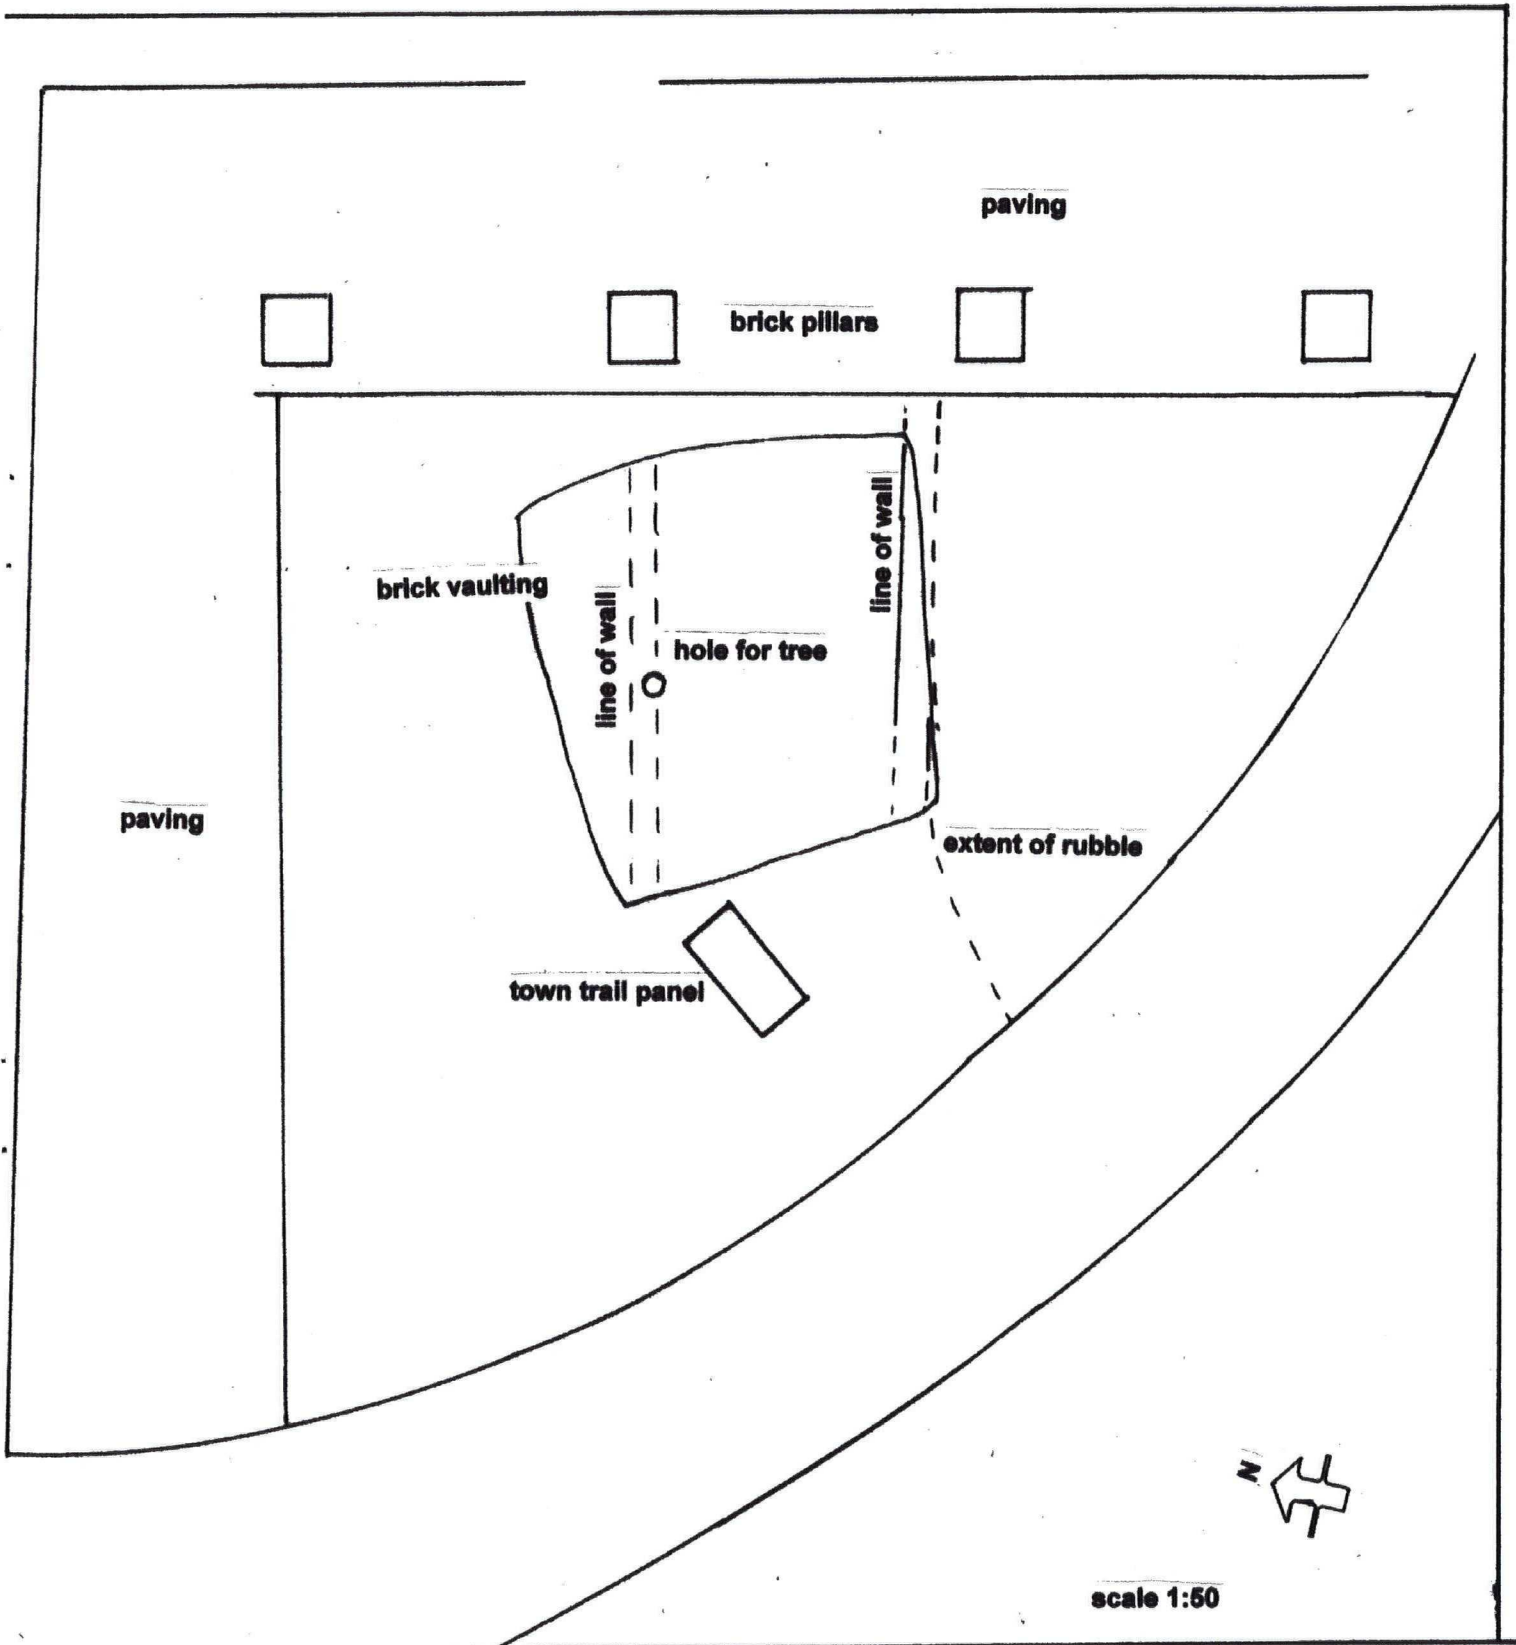 paving
brick pillars
line of wall
brick vaulting
line of wall
hole for tree
paving
extent of rubble
town trail panel
N
scale 1:50